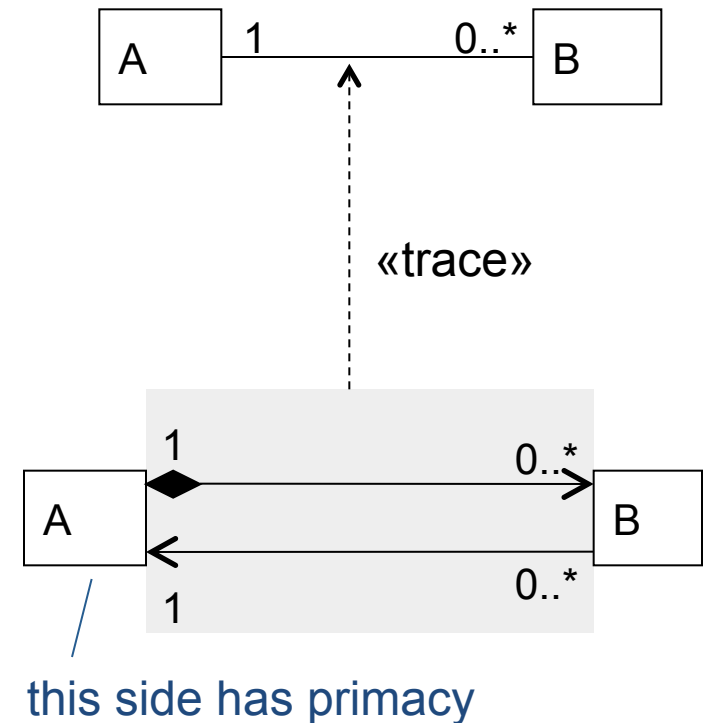 A 1 0..* B
«trace»
1 0..*
A B
1 0..*
this side has primacy